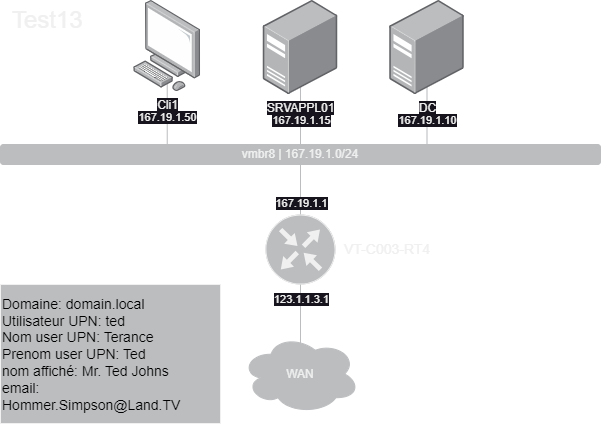 Test13
Cli1
167.19.1.50
SRVAPPL01
167.19.1.15
DC
167.19.1.10
vmbr8 | 167.19.1.0/24
167.19.1.1
VT-C003-RT4
123.1.1.3.1
WAN
Domaine: domain.local
Utilisateur UPN: ted
Nom user UPN: Terance
Prenom user UPN: Ted
nom affiché: Mr. Ted Johns
email:
Hommer.Simpson@Land.TV